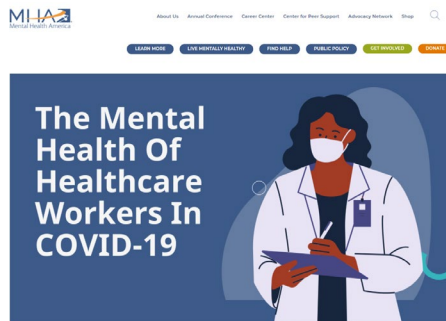 MHA
Mental Health America
About Us Annual Conference Career Center Center for Peer Support Advocacy Network Shop
LEARN MORE LIVE MENTALLY HEALTHY FIND HELP PUBLIC POLICY GET INVOLVED DONATE
The Mental
Health Of
Healthcare
Workers In
COVID-19